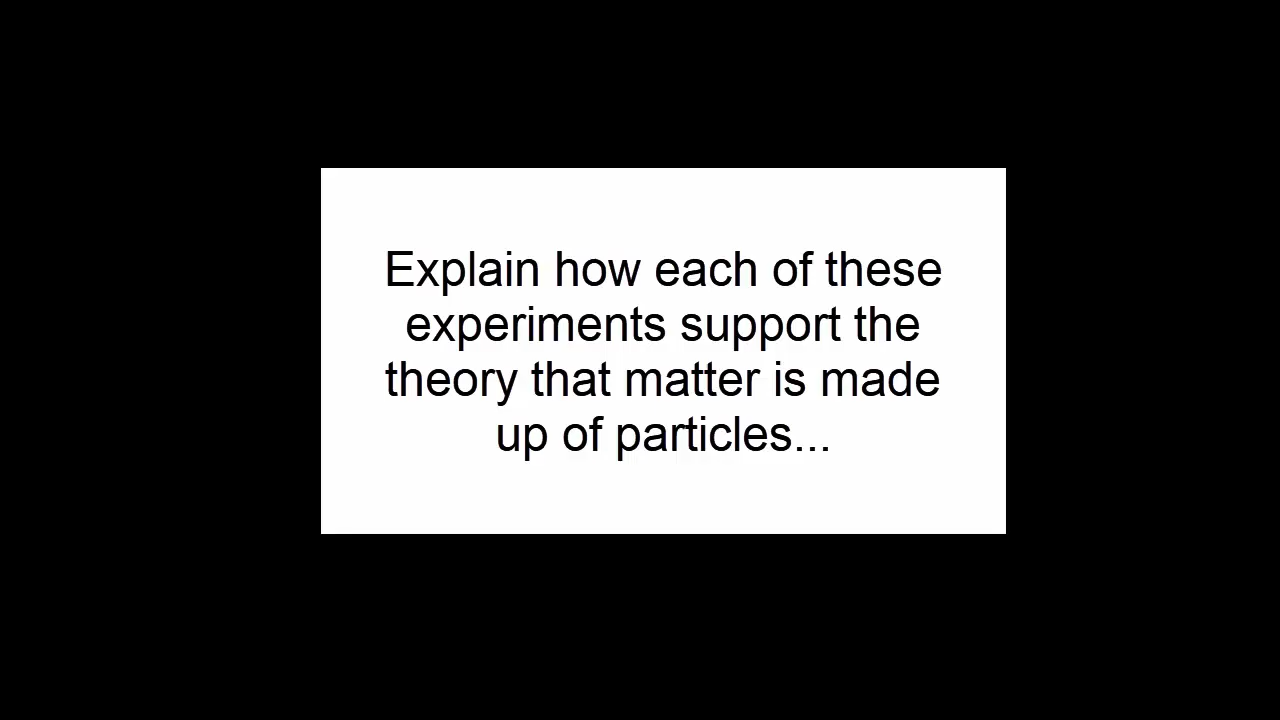 Explain how each of these
experiments support the
theory that matter is made
up of particles...